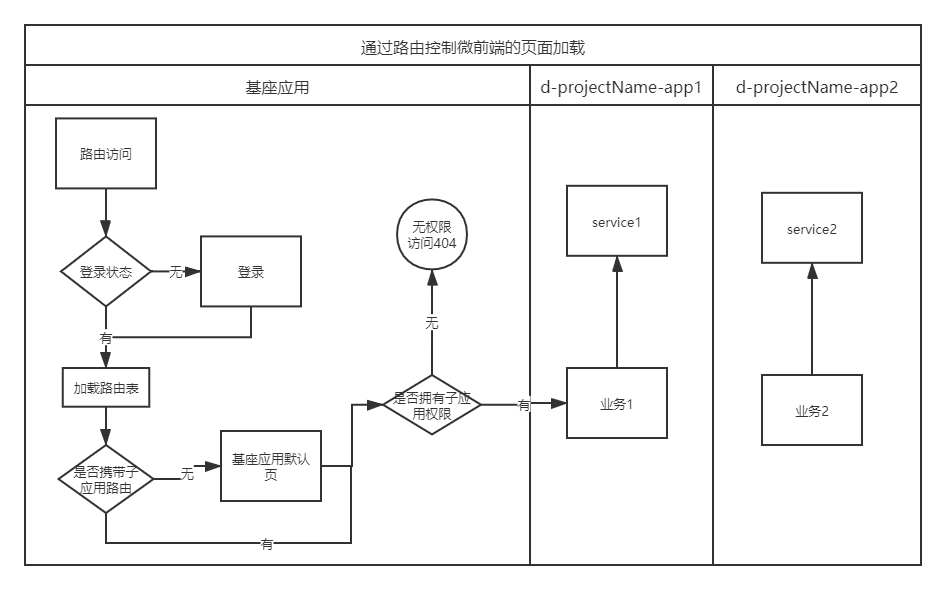 通过路由控制微前端的页面加载
基座应用
d-projectName-app1
d-projectName-app2
路由访问
登录状态
无
登录
有
加载路由表
是否携带子
应用路由
无
基座应用默认
页
有
无权限
访问404
无
是否拥有子应
用权限
有
service1
业务1
service2
业务2